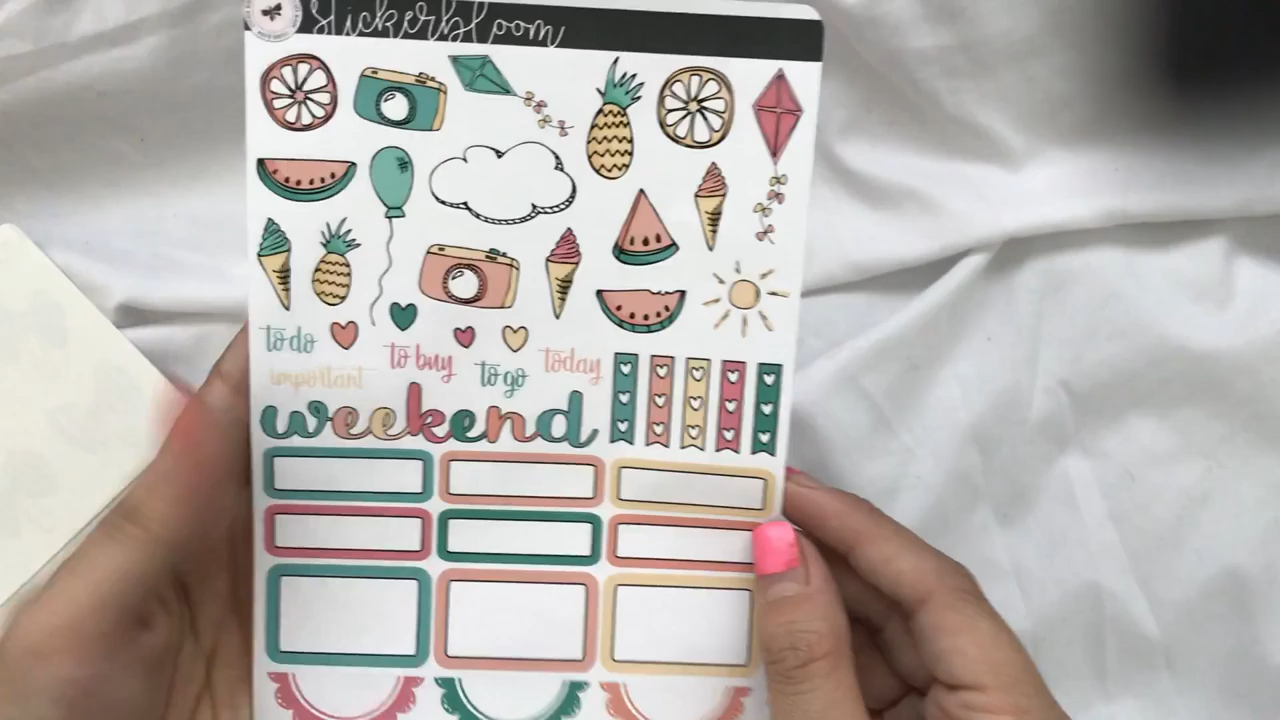 stickerbloom
to do
to buy
today
important
to go
weekend